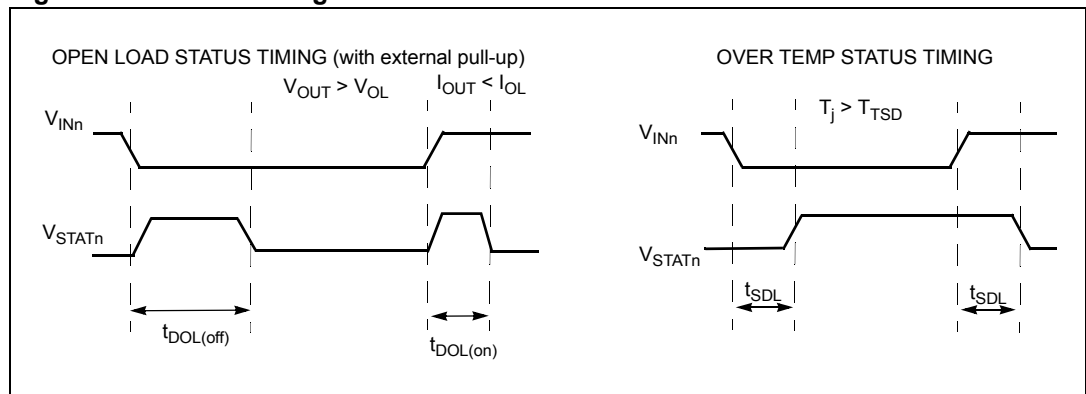 OPEN LOAD STATUS TIMING (with external pull-up)
V_OUT > V_OL
I_OUT < I_OL
V_INn
V_STATn
t_DOL(off)
t_DOL(on)
OVER TEMP STATUS TIMING
T_j > T_TSD
V_INn
V_STATn
t_SDL
t_SDL